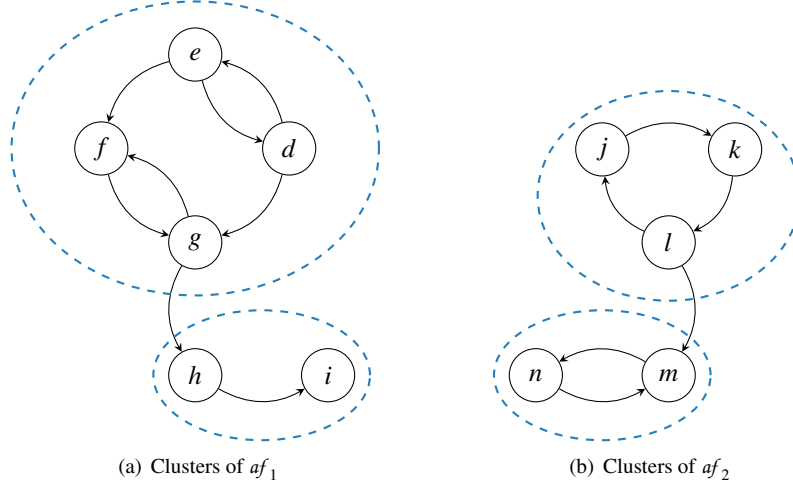 e
f
d
j
k
g
l
h
i
n
m
(a) Clusters of af₁
(b) Clusters of af₂